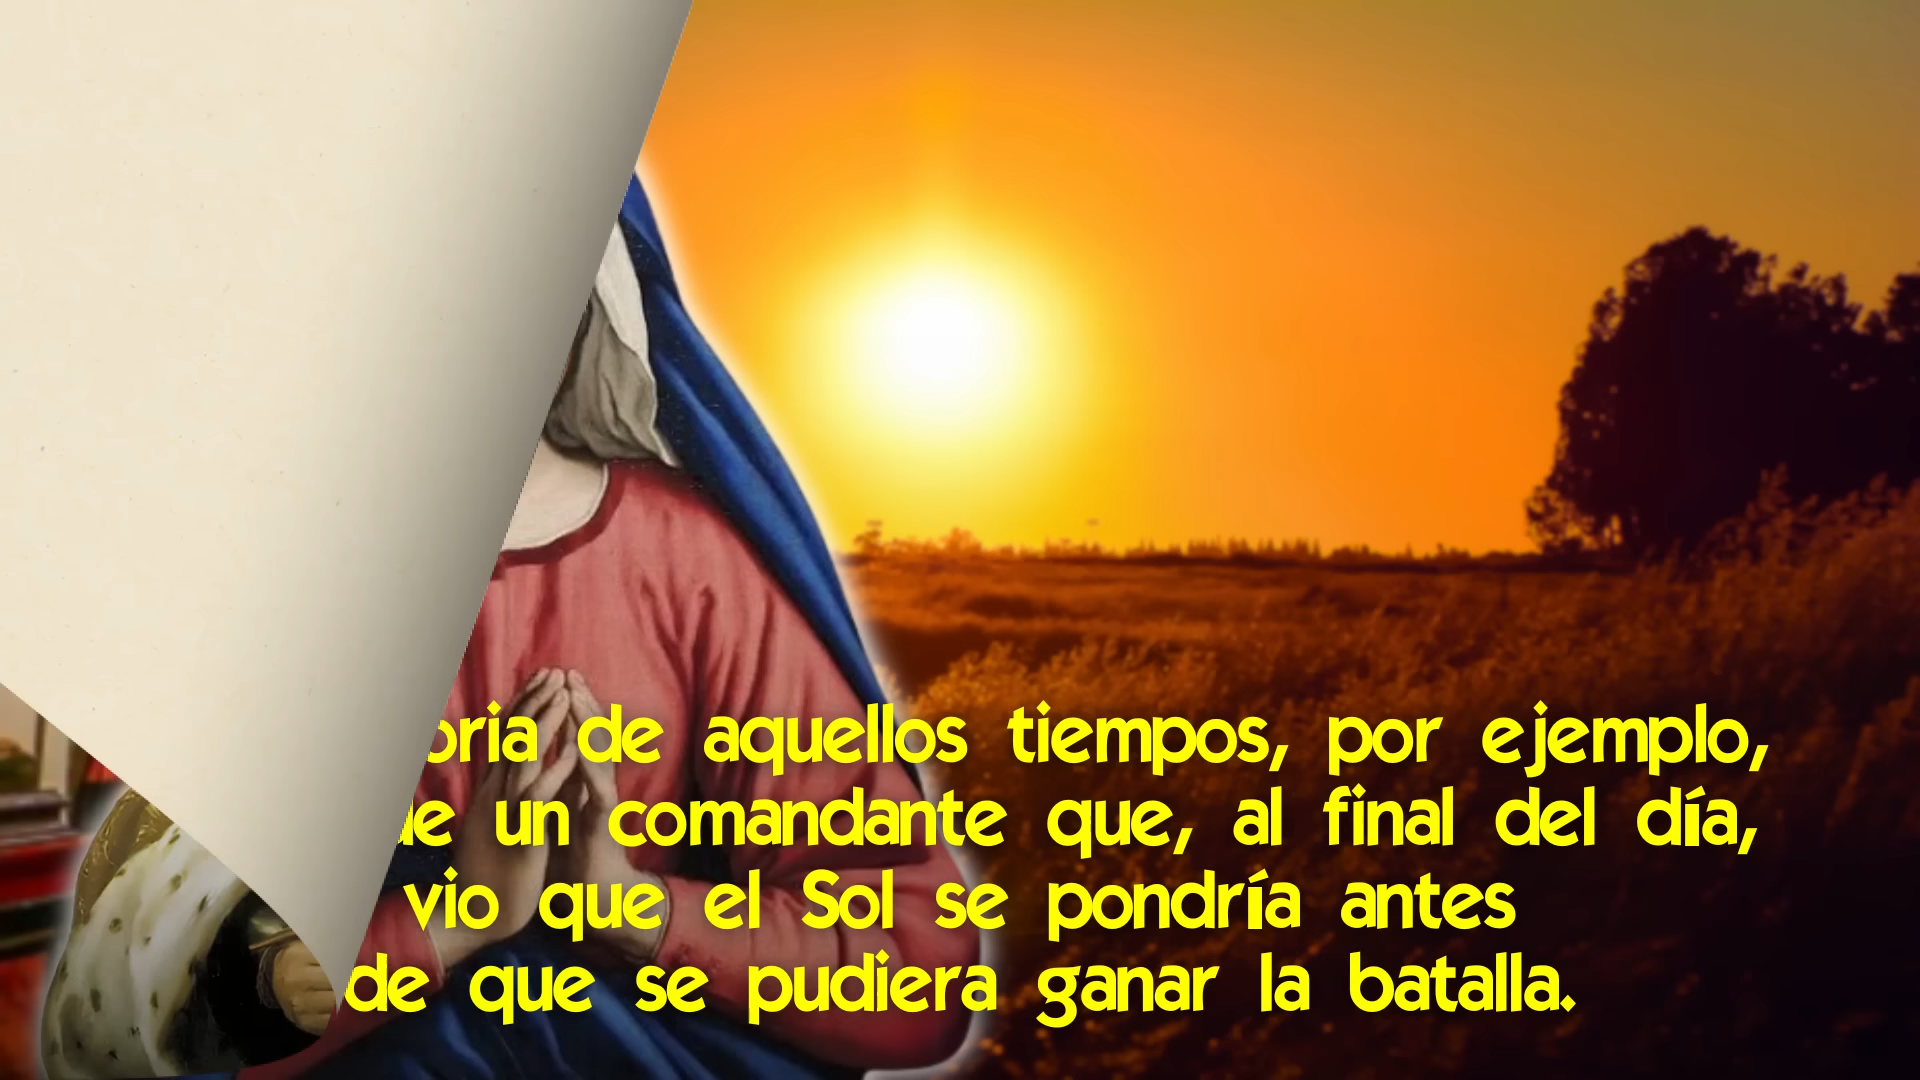 de aquellos tiempos, por ejemplo,
un comandante que, al final del día,
vio que el Sol se pondría antes
de que se pudiera ganar la batalla.